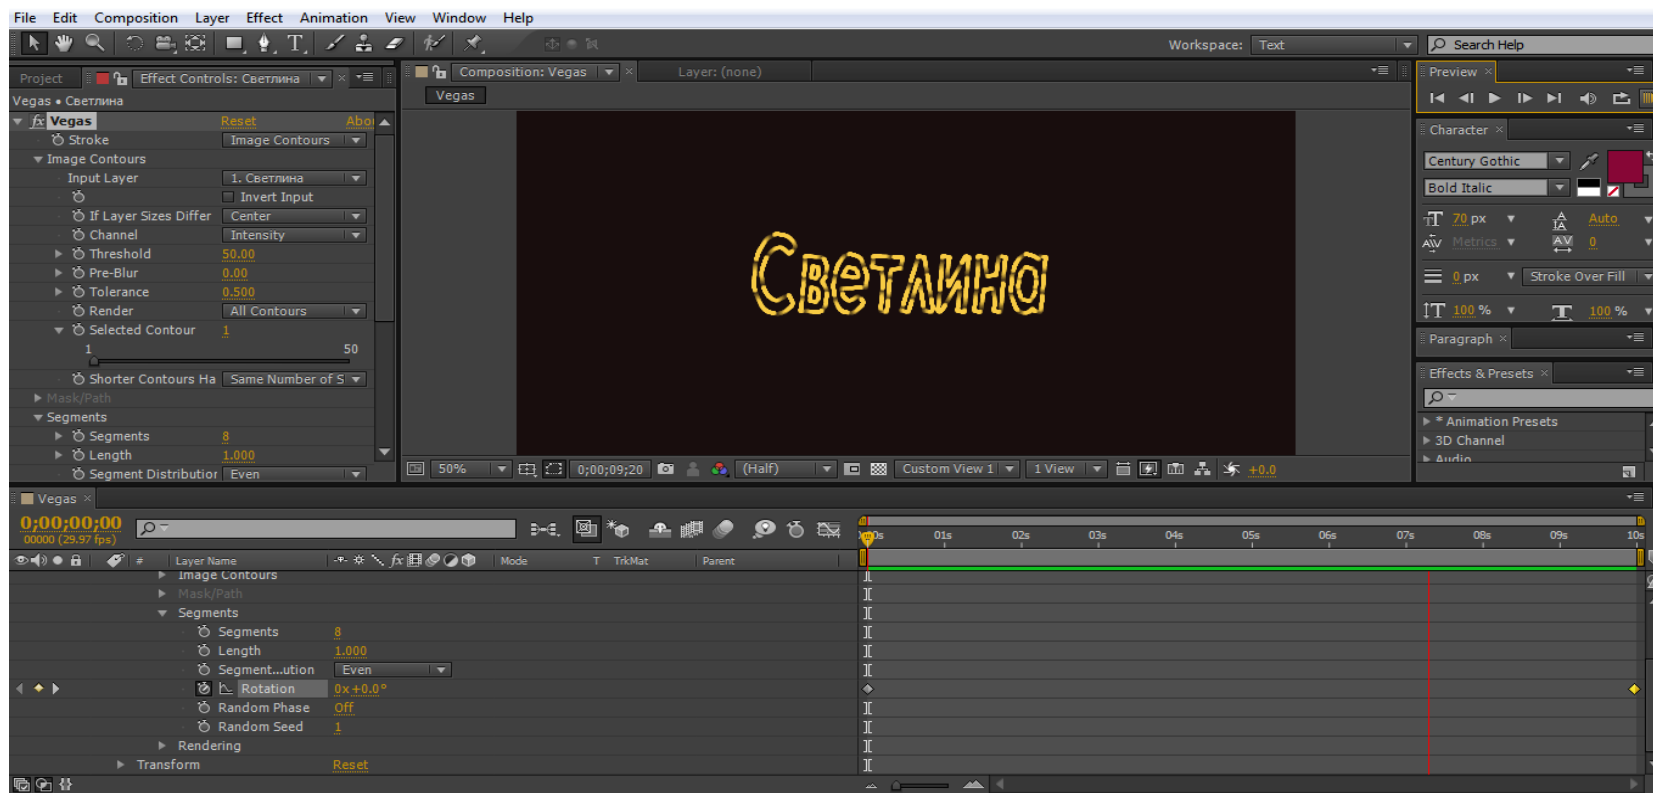 File Edit Composition Layer Effect Animation View Window Help
Workspace: Text
Search Help
Project Effect Controls: Светлина
Composition: Vegas
Layer: (none)
Preview
Vegas • Светлина
Vegas
fx Vegas Reset
Stroke Image Contours
Image Contours
Input Layer 1. Светлина
Invert Input
If Layer Sizes Differ Center
Channel Intensity
Threshold 50.00
Pre-Blur 0.00
Tolerance 0.500
Render All Contours
Selected Contour 1
1 50
Shorter Contours Ha Same Number of S
Mask/Path
Segments
Segments 8
Length 1.000
Segment Distribution Even
Светлина
50% 0;00;09;20 (Half) Custom View 1 1 View +0.0
Character
Century Gothic
Bold Italic
70 px Auto
Metrics 0
0 px Stroke Over Fill
100 % 100 %
Paragraph
Effects & Presets
* Animation Presets
3D Channel
Audio
Vegas
0;00;00;00
00000 (29.97 fps)
01s 02s 03s 04s 05s 06s 07s 08s 09s 10s
# Layer Name fx Mode T TrkMat Parent
Image Contours
Mask/Path
Segments
Segments 8
Length 1.000
Segment...ution Even
Rotation 0x+0.0°
Random Phase Off
Random Seed 1
Rendering
Transform Reset